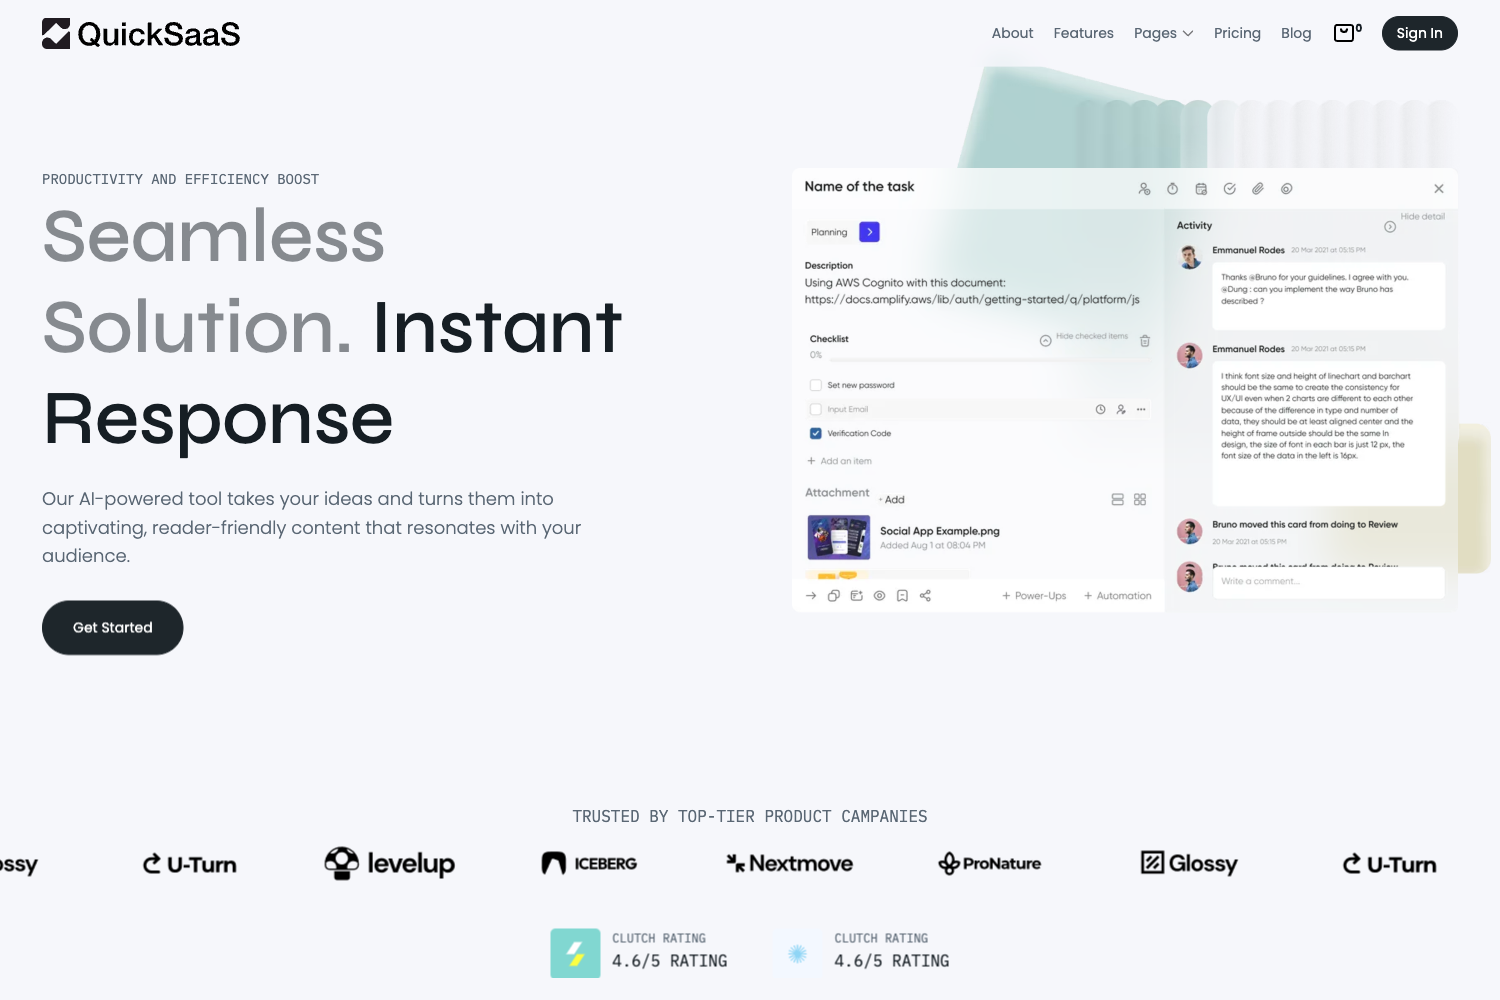 QuickSaaS
About Features Pages Pricing Blog 0 Sign In
PRODUCTIVITY AND EFFICIENCY BOOST
Seamless
Solution. Instant
Response
Our AI-powered tool takes your ideas and turns them into
captivating, reader-friendly content that resonates with your
audience.
Get Started
Name of the task
Planning
Description
Using AWS Cognito with this document:
https://docs.amplify.aws/lib/auth/getting-started/q/platform/js
Checklist
Hide checked items
0%
Set new password
Input Email
Verification Code
+ Add an item
Attachment
+ Add
Social App Example.png
Added Aug 1 at 08:04 PM
+ Power-Ups
+ Automation
Hide detail
Activity
Emmanuel Rodes 20 Mar 2021 at 05:15 PM
Thanks @Bruno for your guidelines. I agree with you.
@Dung : can you implement the way Bruno has
described ?
Emmanuel Rodes 20 Mar 2021 at 05:15 PM
I think font size and height of linechart and barchart
should be the same to create the consistency for
UX/UI even when 2 charts are different to each other
because of the difference in type and number of
data, they should be at least aligned center and the
height of frame outside should be the same In
design, the size of font in each bar is just 12 px, the
font size of the data in the left is 16px.
Bruno moved this card from doing to Review
20 Mar 2021 at 05:15 PM
Bruno moved this card from doing to Review
Write a comment...
TRUSTED BY TOP-TIER PRODUCT CAMPANIES
ossy U-Turn levelup ICEBERG Nextmove ProNature Glossy U-Turn
CLUTCH RATING
4.6/5 RATING
CLUTCH RATING
4.6/5 RATING